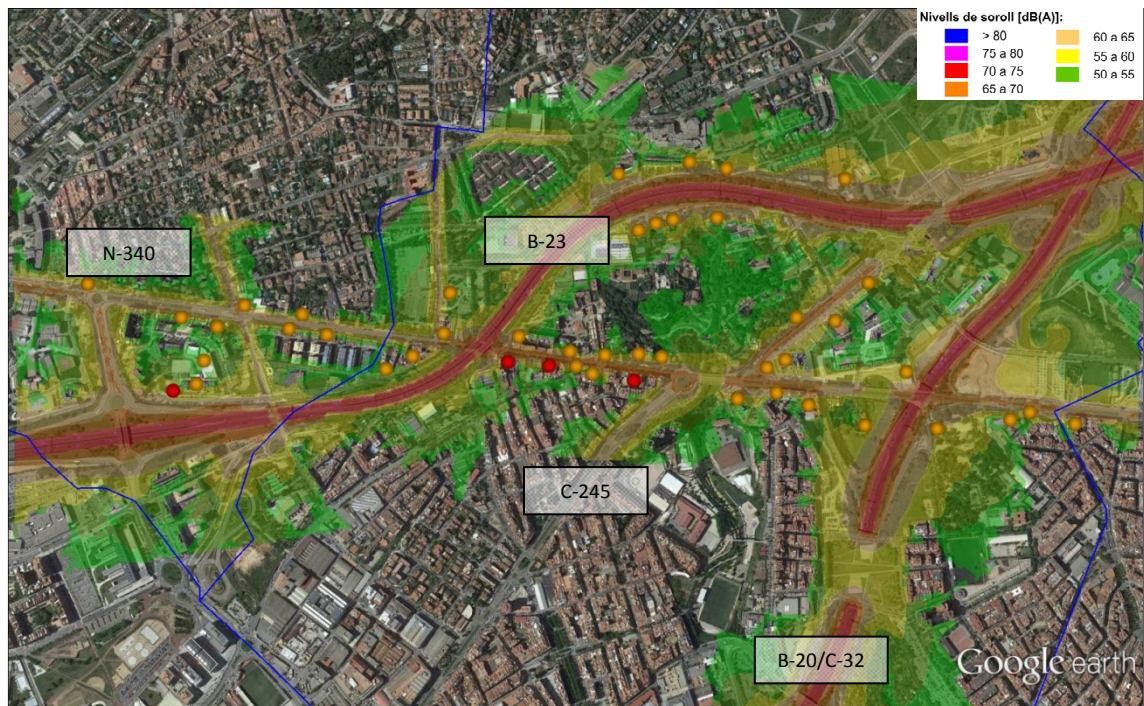 Nivells de soroll [dB(A)]:
> 80
75 a 80
70 a 75
65 a 70
60 a 65
55 a 60
50 a 55
N-340
B-23
C-245
B-20/C-32
Google earth